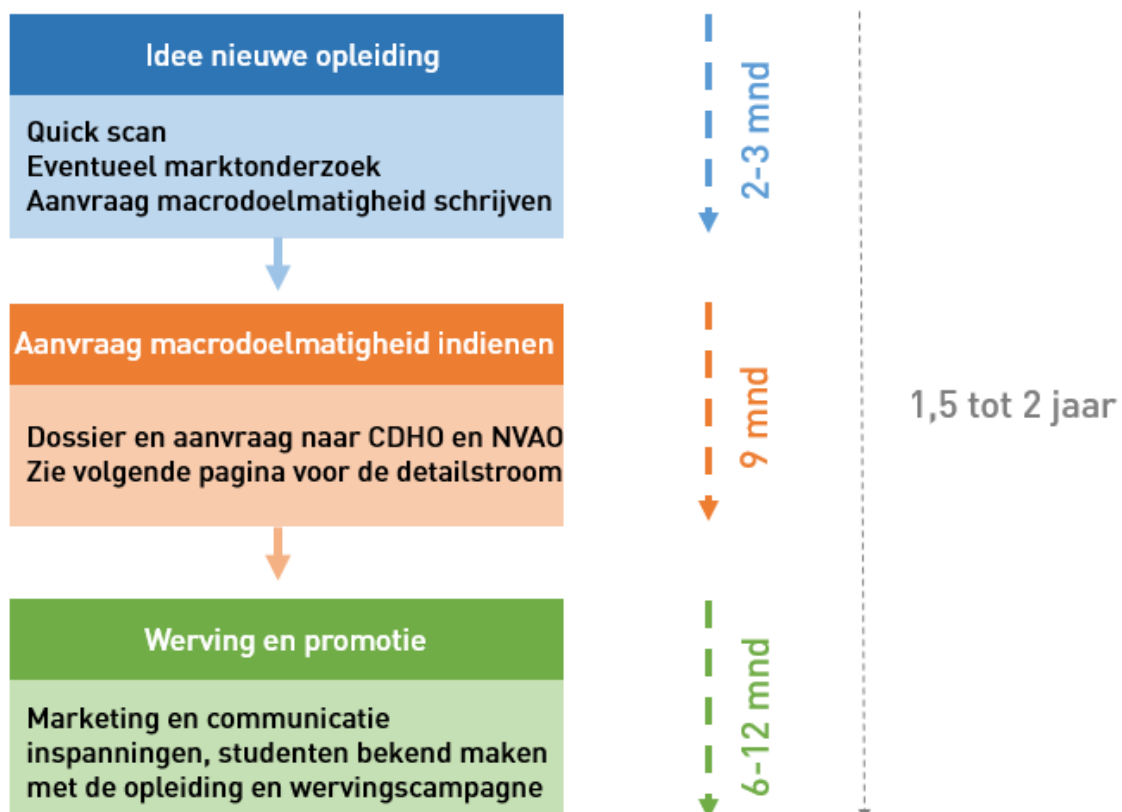 Idee nieuwe opleiding
Quick scan
Eventueel marktonderzoek
Aanvraag macrodoelmatigheid schrijven
2-3 mnd
Aanvraag macrodoelmatigheid indienen
Dossier en aanvraag naar CDHO en NVAO
Zie volgende pagina voor de detailstroom
9 mnd
1,5 tot 2 jaar
Werving en promotie
Marketing en communicatie
inspanningen, studenten bekend maken
met de opleiding en wervingscampagne
6-12 mnd